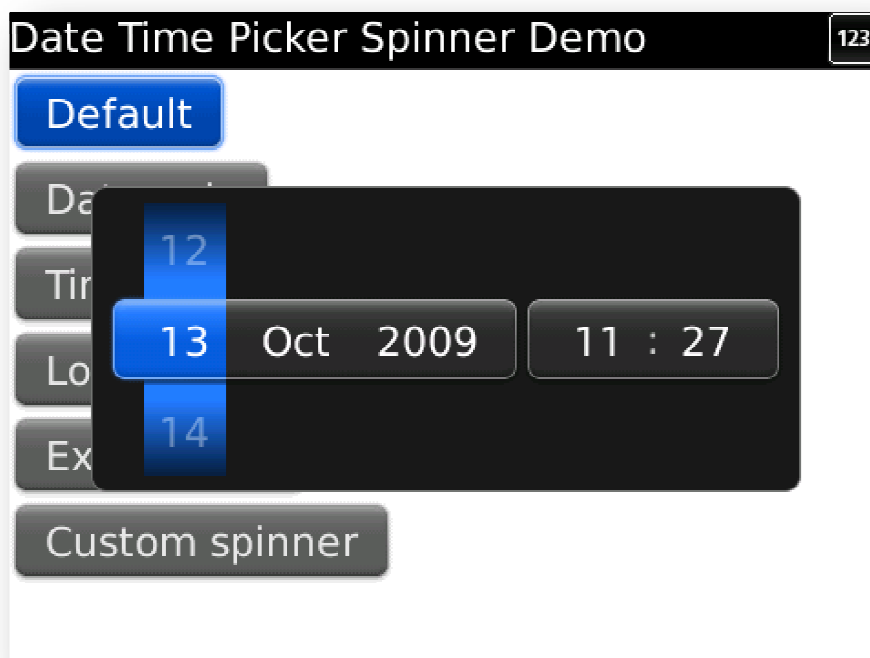 Date Time Picker Spinner Demo 123
Default
12
13 Oct 2009 11 : 27
14
Custom spinner